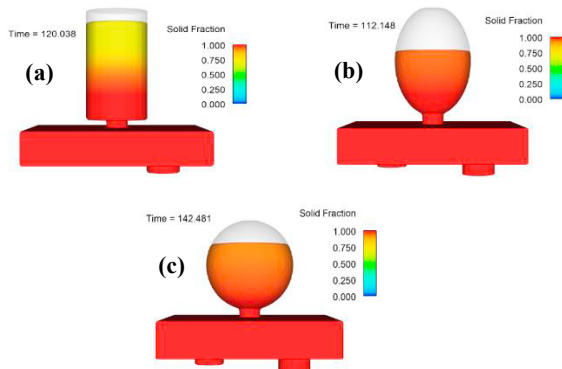 Time = 120.038
Solid Fraction
1.000
0.750
0.500
0.250
0.000
(a)
Time = 112.148
Solid Fraction
1.000
0.750
0.500
0.250
0.000
(b)
Time = 142.481
Solid Fraction
1.000
0.750
0.500
0.250
0.000
(c)